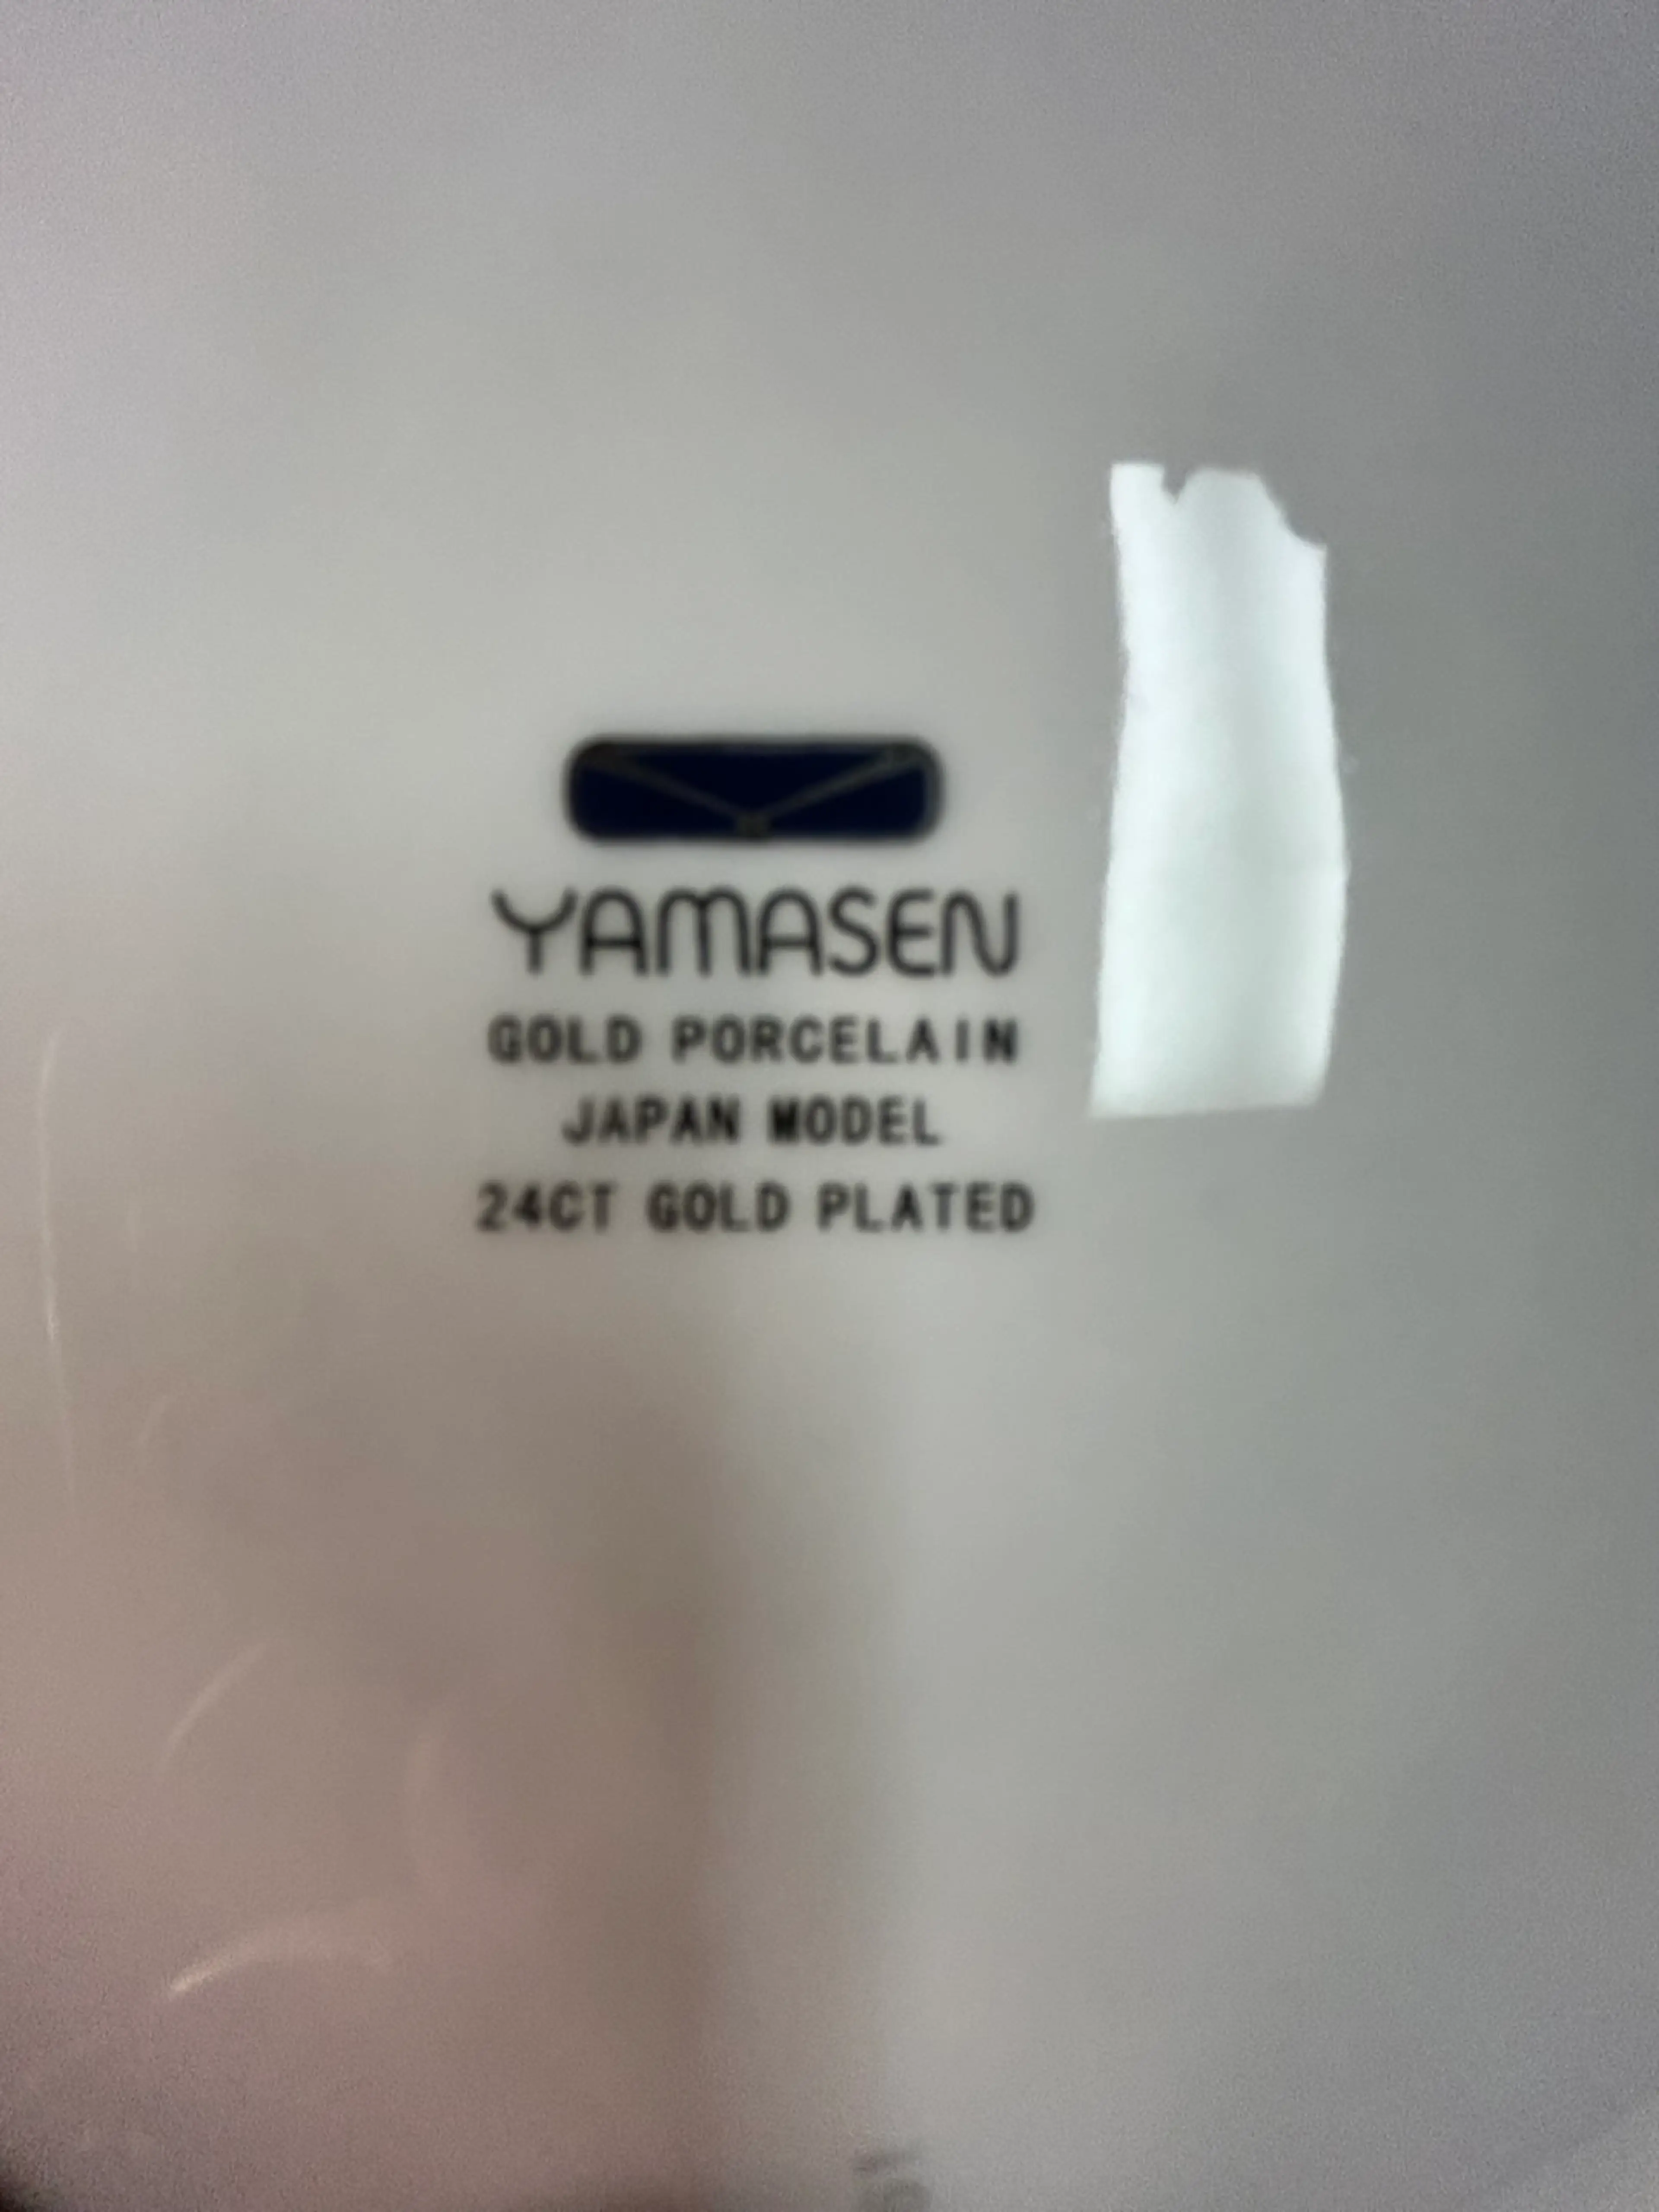 YAMASEN
GOLD PORCELAIN
JAPAN MODEL
24CT GOLD PLATED